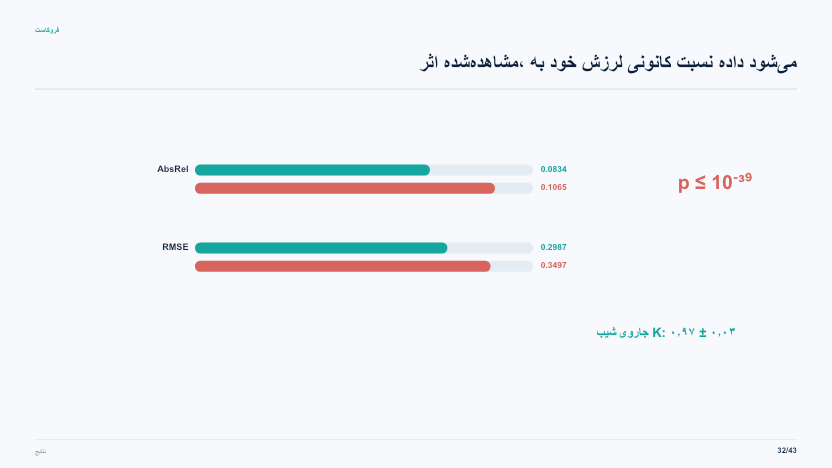 فروکاست
می‌شود داده نسبت کانونی لرزش خود به ،مشاهده‌شده اثر
AbsRel
0.0834
0.1065
p ≤ 10⁻³⁹
RMSE
0.2987
0.3497
جاروی شیب K: ۰,۹۷ ± ۰,۰۳
نتایج
32/43